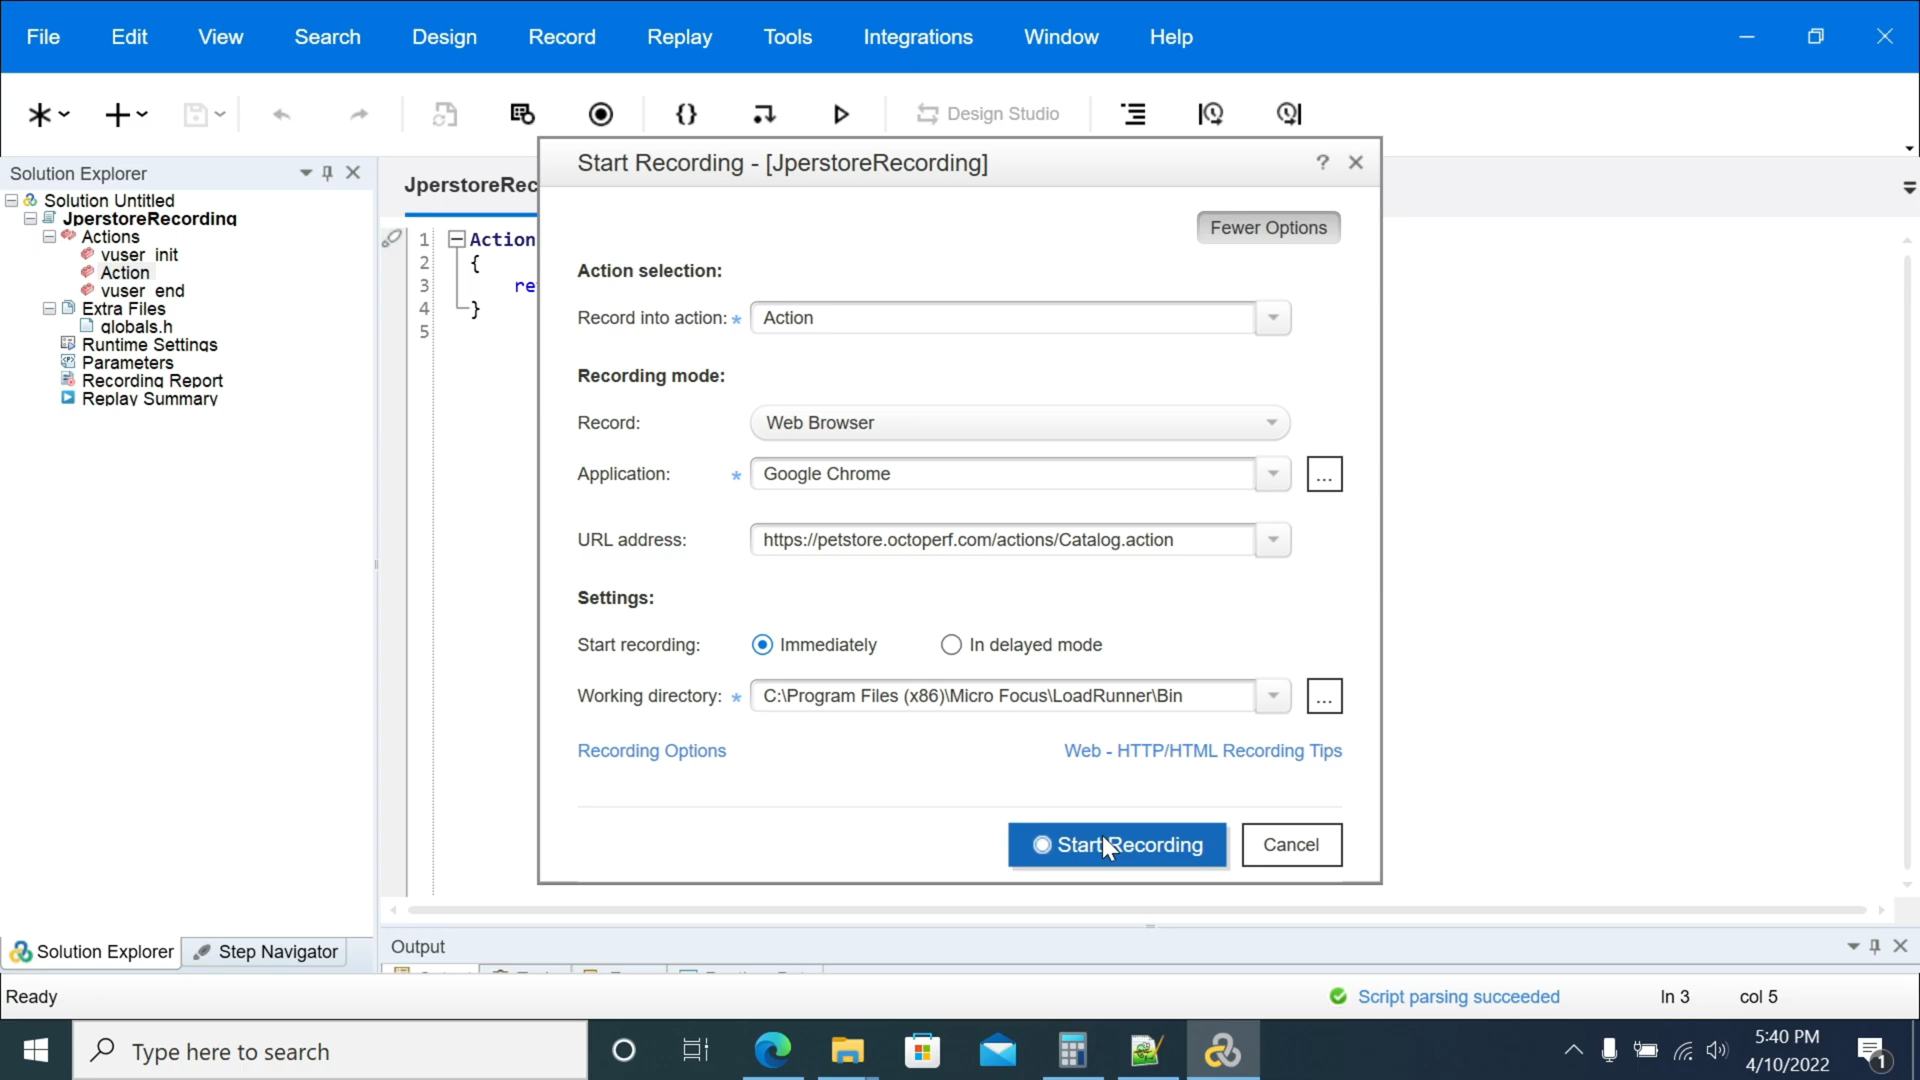 File Edit View Search Design Record Replay Tools Integrations Window Help
Design Studio
Solution Explorer
Solution Untitled
JperstoreRecording
Actions
vuser_init
Action
vuser_end
Extra Files
globals.h
Runtime Settings
Parameters
Recording Report
Replay Summary
JperstoreRec
1 Action
2 {
3 re
4 }
5
Start Recording - [JperstoreRecording] ?
Fewer Options
Action selection:
Record into action: * Action
Recording mode:
Record: Web Browser
Application: * Google Chrome ...
URL address: https://petstore.octoperf.com/actions/Catalog.action
Settings:
Start recording: Immediately In delayed mode
Working directory: * C:\Program Files (x86)\Micro Focus\LoadRunner\Bin ...
Recording Options Web - HTTP/HTML Recording Tips
Start Recording Cancel
Solution Explorer Step Navigator
Output
Ready Script parsing succeeded ln 3 col 5
Type here to search
5:40 PM
4/10/2022
1